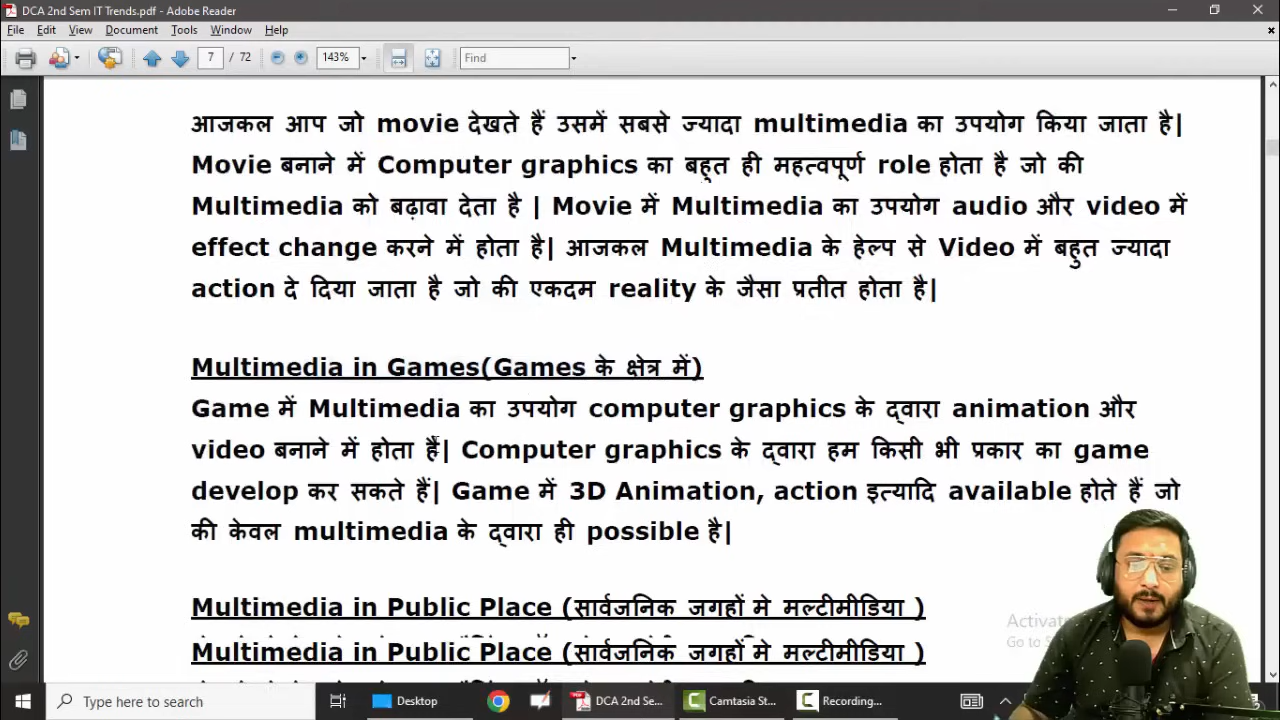 DCA 2nd Sem IT Trends.pdf - Adobe Reader
File Edit View Document Tools Window Help
7 / 72 143% Find
आजकल आप जो movie देखते हैं उसमें सबसे ज्यादा multimedia का उपयोग किया जाता है|
Movie बनाने में Computer graphics का बहुत ही महत्वपूर्ण role होता है जो की
Multimedia को बढ़ावा देता है | Movie में Multimedia का उपयोग audio और video में
effect change करने में होता है| आजकल Multimedia के हेल्प से Video में बहुत ज्यादा
action दे दिया जाता है जो की एकदम reality के जैसा प्रतीत होता है|
Multimedia in Games(Games के क्षेत्र में)
Game में Multimedia का उपयोग computer graphics के द्वारा animation और
video बनाने में होता हैं| Computer graphics के द्वारा हम किसी भी प्रकार का game
develop कर सकते हैं| Game में 3D Animation, action इत्यादि available होते हैं जो
की केवल multimedia के द्वारा ही possible है|
Multimedia in Public Place (सार्वजनिक जगहों मे मल्टीमीडिया )
Multimedia in Public Place (सार्वजनिक जगहों मे मल्टीमीडिया )
Go to
Type here to search Desktop DCA 2nd Se... Camtasia St... Recording...